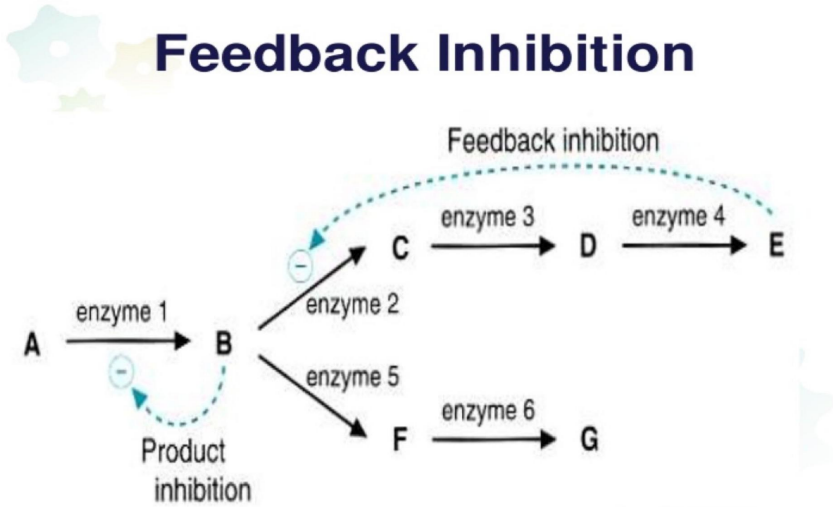 Feedback Inhibition
Feedback inhibition
enzyme 3
enzyme 4
C
D
E
−
enzyme 2
enzyme 1
A
B
−
enzyme 5
enzyme 6
F
G
Product
inhibition